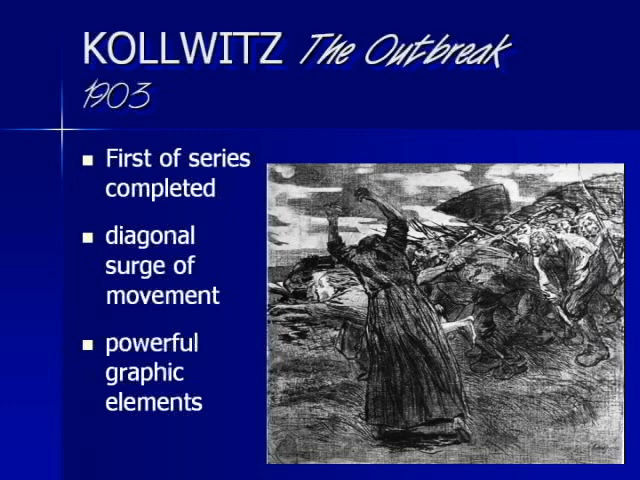 KOLLWITZ The Outbreak
1903
First of series
completed
diagonal
surge of
movement
powerful
graphic
elements